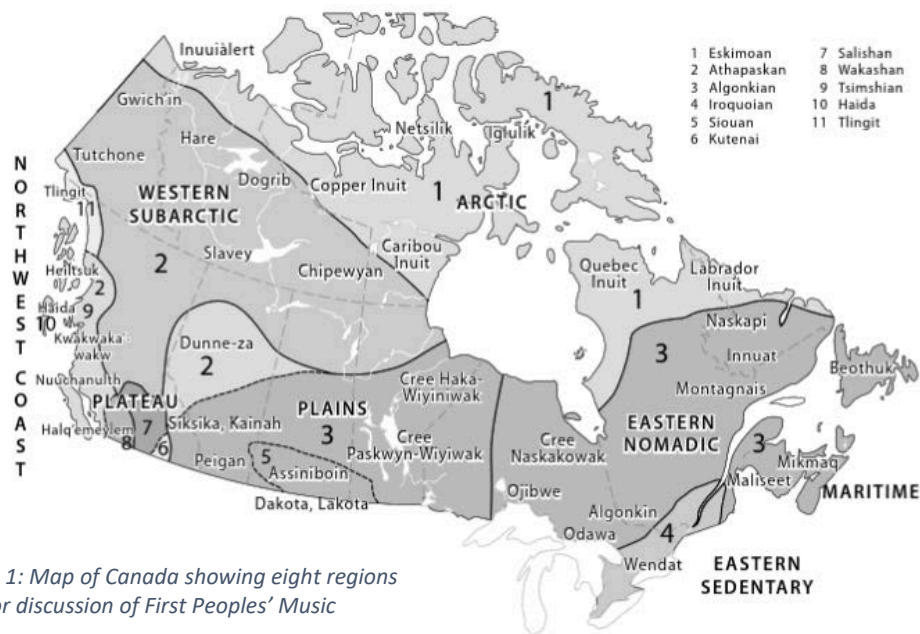 Inuuiàlert
Gwich'in
Hare
Netsilik
Iglulik
1
1 Eskimoan
2 Athapaskan
3 Algonkian
4 Iroquoian
5 Siouan
6 Kutenai
7 Salishan
8 Wakashan
9 Tsimshian
10 Haida
11 Tlingit
NORTHWEST COAST
Tutchone
Dogrib
Copper Inuit
1
ARCTIC
Tlingit
11
WESTERN
SUBARCTIC
2
Slavey
Chipewyan
Caribou
Inuit
Quebec
Inuit
1
Labrador
Inuit
Heiltsuk
2
Haida
9
10
Kwakwaka'-
wakw
Dunne-za
2
Naskapi
3
Innuat
Montagnais
Beothuk
Nuuchanulth
PLATEAU
7
Halq'emeylem
8
6
Siksika, Kainah
PLAINS
3
Cree Haka-
Wiyiniwak
Cree
Paskwyn-Wiyiwak
Peigan
5
Assiniboin
Dakota, Lakota
Cree
Naskakowak
EASTERN
NOMADIC
3
Mikmaq
Maliseet
MARITIME
Ojibwe
Algonkin
Odawa
4
Wendat
EASTERN
SEDENTARY
1: Map of Canada showing eight regions
or discussion of First Peoples' Music